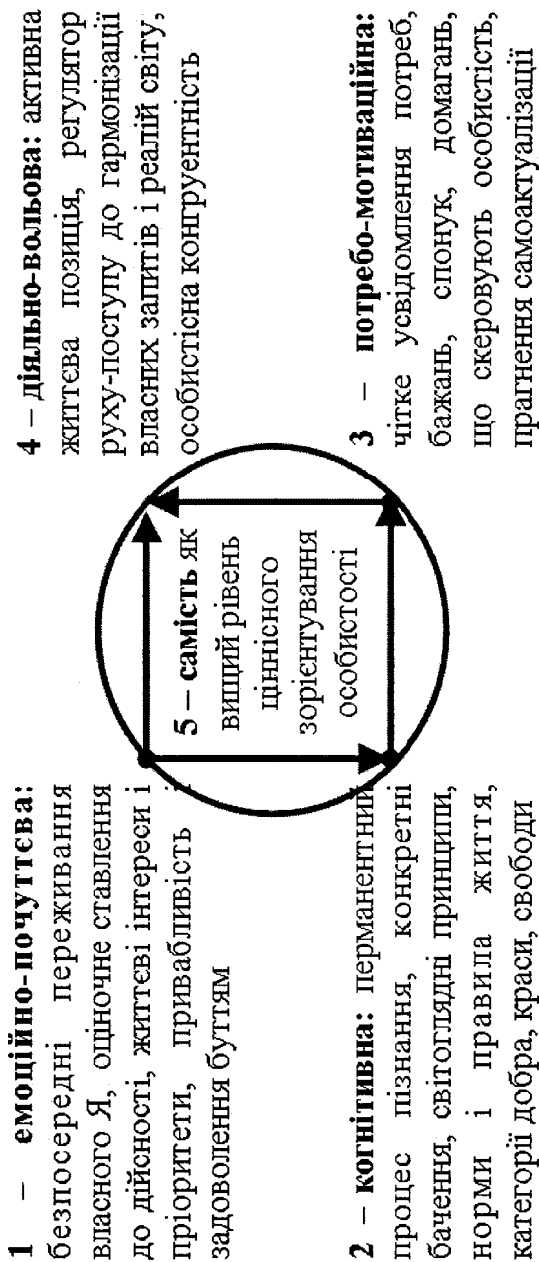 1 – емоційно-почуттєва:
безпосередні переживання
власного Я, оціночне ставлення
до дійсності, життєві інтереси і
пріоритети, привабливість і
задоволення буттям
2 – когнітивна: перманентний
процес пізнання, конкретні
бачення, світоглядні принципи,
норми і правила життя,
категорії добра, краси, свободи
5 – самість як
вищий рівень
ціннісного
зорієнтування
особистості
4 – діяльно-вольова: активна
життєва позиція, регулятор
руху-поступу до гармонізації
власних запитів і реалій світу,
особистісна конгруентність
3 – потребо-мотиваційна:
чітке усвідомлення потреб,
бажань, спонук, домагань,
що скеровують особистість,
прагнення самоактуалізації